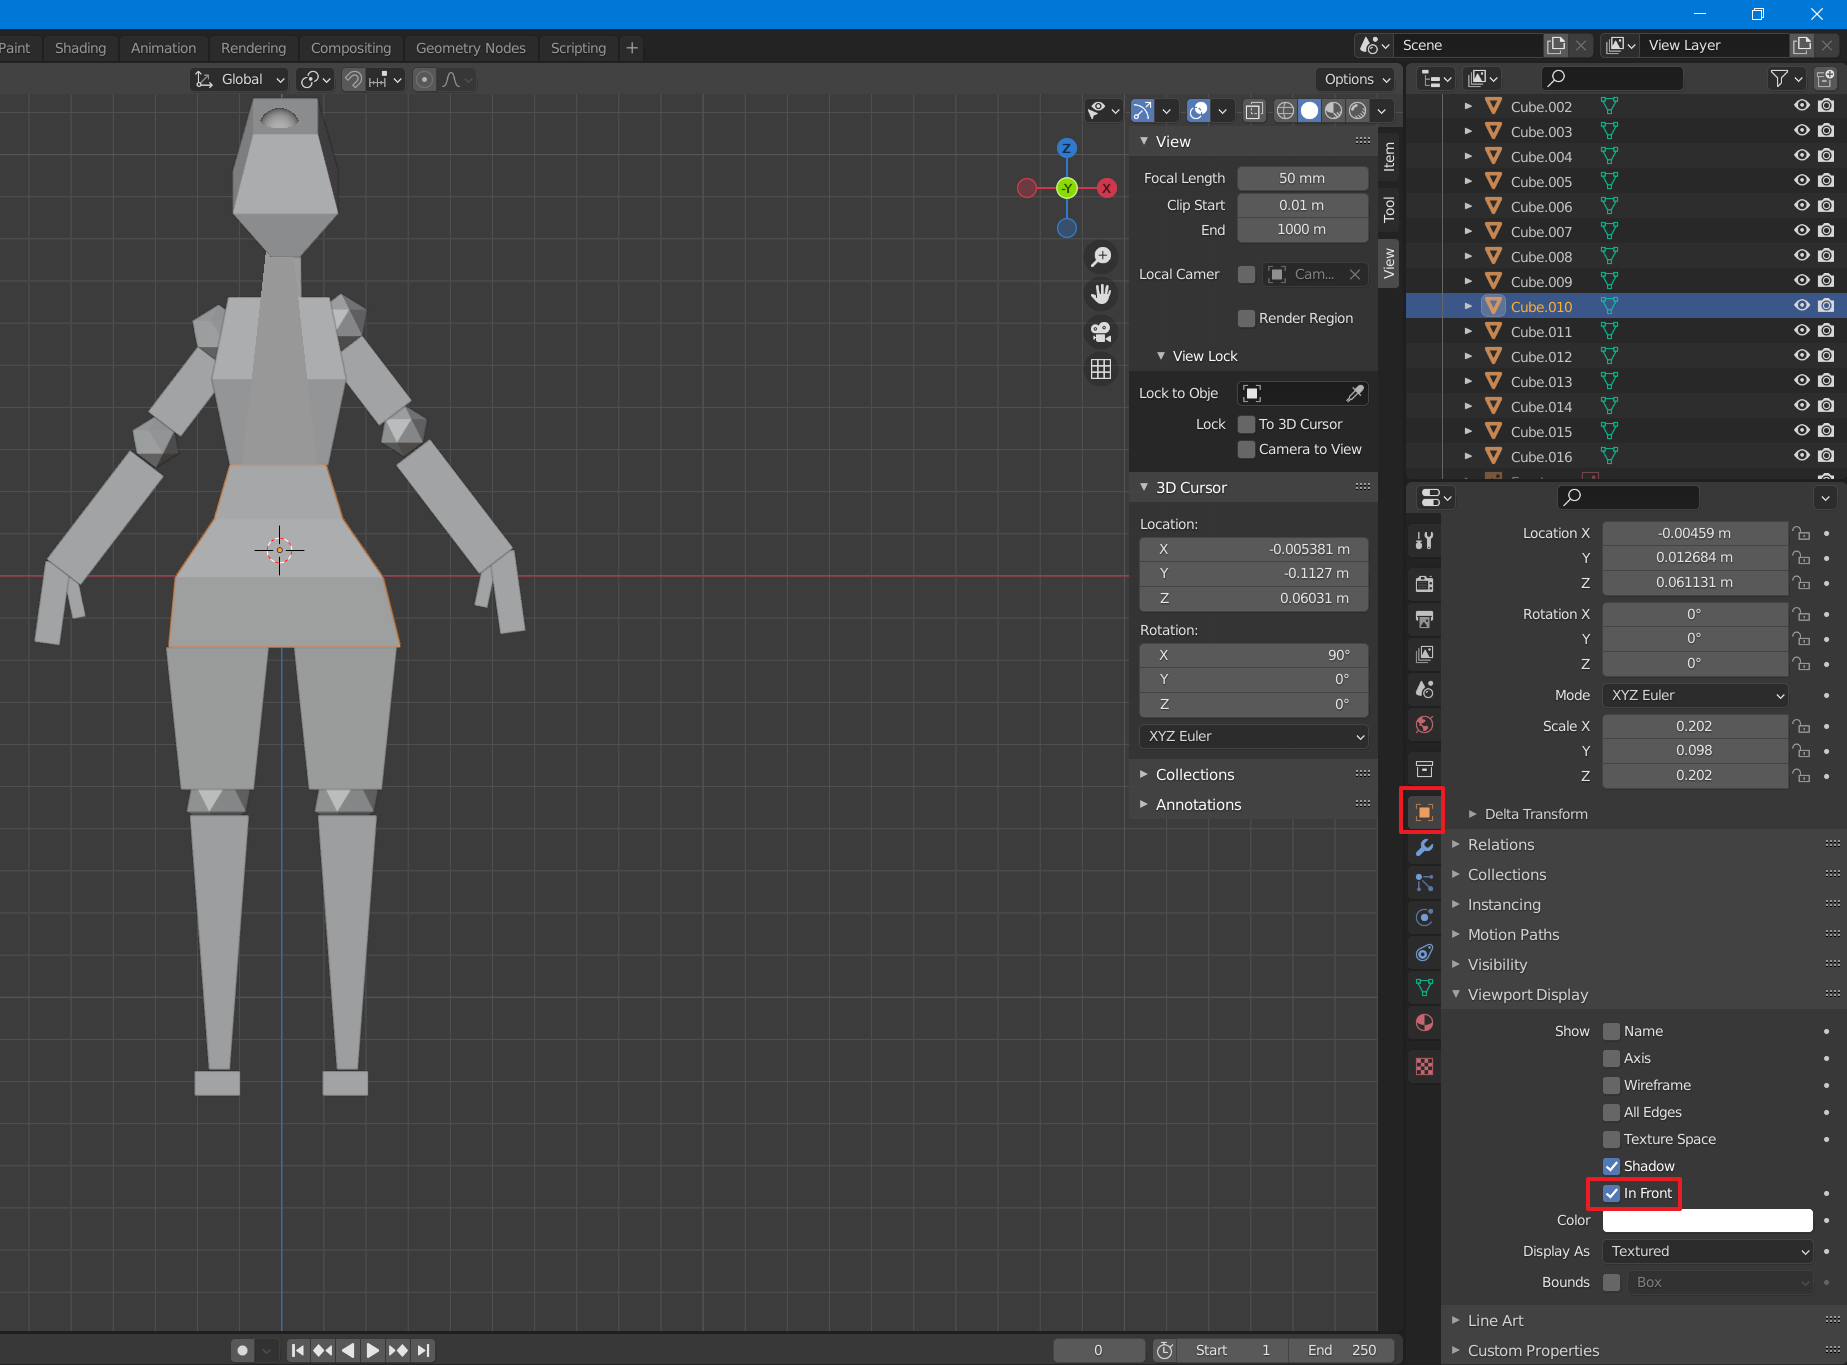 Paint Shading Animation Rendering Compositing Geometry Nodes Scripting +
Scene
View Layer
Global
Options
View
Focal Length 50 mm
Clip Start 0.01 m
End 1000 m
Local Camer Cam...
Render Region
View Lock
Lock to Obje
Lock To 3D Cursor
Camera to View
3D Cursor
Location:
X -0.005381 m
Y -0.1127 m
Z 0.06031 m
Rotation:
X 90°
Y 0°
Z 0°
XYZ Euler
Collections
Annotations
Item
Tool
View
Z
-Y
X
Cube.002
Cube.003
Cube.004
Cube.005
Cube.006
Cube.007
Cube.008
Cube.009
Cube.010
Cube.011
Cube.012
Cube.013
Cube.014
Cube.015
Cube.016
Location X -0.00459 m
Y 0.012684 m
Z 0.061131 m
Rotation X 0°
Y 0°
Z 0°
Mode XYZ Euler
Scale X 0.202
Y 0.098
Z 0.202
Delta Transform
Relations
Collections
Instancing
Motion Paths
Visibility
Viewport Display
Show Name
Axis
Wireframe
All Edges
Texture Space
Shadow
In Front
Color
Display As Textured
Bounds Box
Line Art
Custom Properties
0 Start 1 End 250